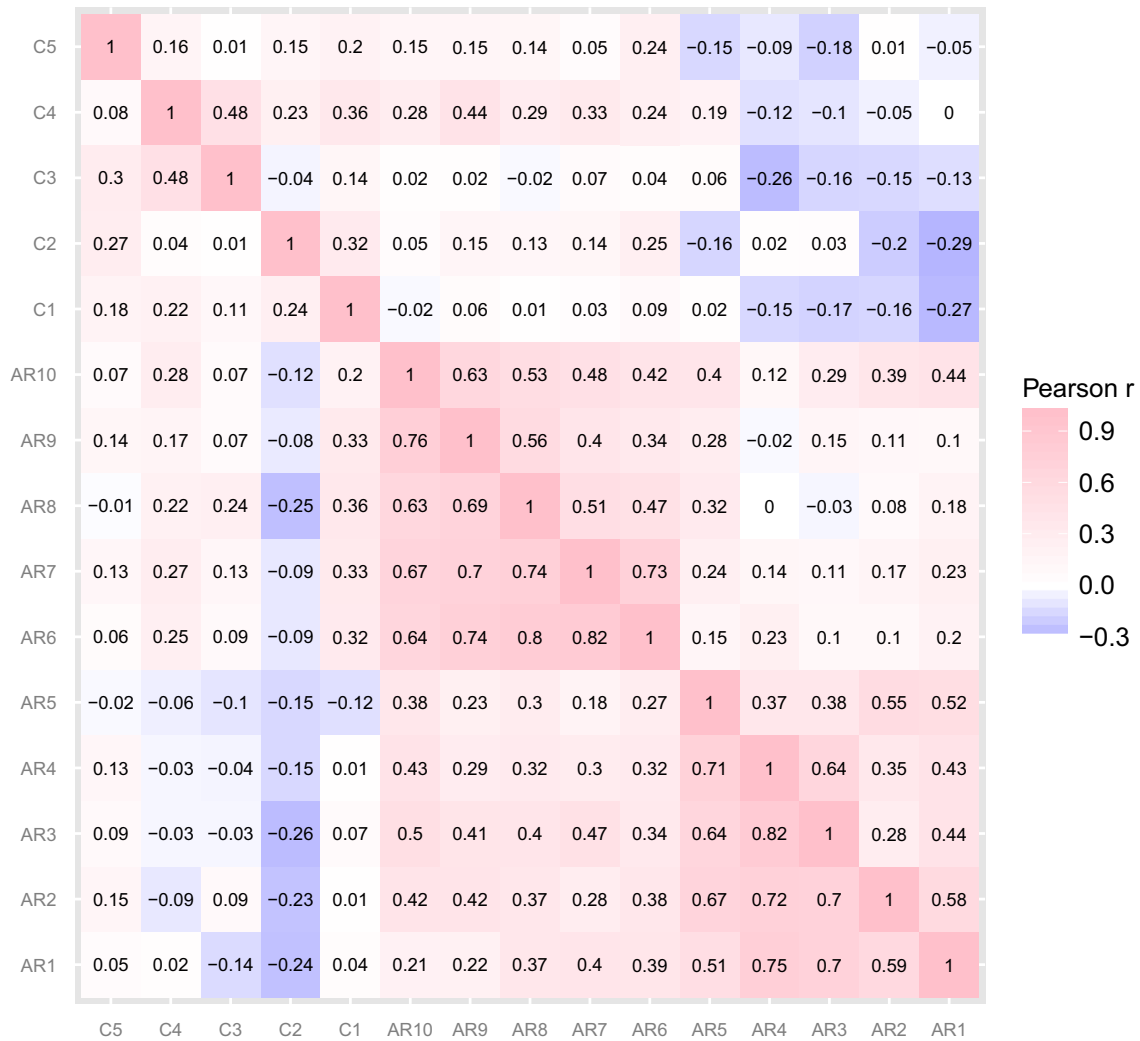 C5 1 0.16 0.01 0.15 0.2 0.15 0.15 0.14 0.05 0.24 −0.15 −0.09 −0.18 0.01 −0.05
C4 0.08 1 0.48 0.23 0.36 0.28 0.44 0.29 0.33 0.24 0.19 −0.12 −0.1 −0.05 0
C3 0.3 0.48 1 −0.04 0.14 0.02 0.02 −0.02 0.07 0.04 0.06 −0.26 −0.16 −0.15 −0.13
C2 0.27 0.04 0.01 1 0.32 0.05 0.15 0.13 0.14 0.25 −0.16 0.02 0.03 −0.2 −0.29
C1 0.18 0.22 0.11 0.24 1 −0.02 0.06 0.01 0.03 0.09 0.02 −0.15 −0.17 −0.16 −0.27
AR10 0.07 0.28 0.07 −0.12 0.2 1 0.63 0.53 0.48 0.42 0.4 0.12 0.29 0.39 0.44
AR9 0.14 0.17 0.07 −0.08 0.33 0.76 1 0.56 0.4 0.34 0.28 −0.02 0.15 0.11 0.1
AR8 −0.01 0.22 0.24 −0.25 0.36 0.63 0.69 1 0.51 0.47 0.32 0 −0.03 0.08 0.18
AR7 0.13 0.27 0.13 −0.09 0.33 0.67 0.7 0.74 1 0.73 0.24 0.14 0.11 0.17 0.23
AR6 0.06 0.25 0.09 −0.09 0.32 0.64 0.74 0.8 0.82 1 0.15 0.23 0.1 0.1 0.2
AR5 −0.02 −0.06 −0.1 −0.15 −0.12 0.38 0.23 0.3 0.18 0.27 1 0.37 0.38 0.55 0.52
AR4 0.13 −0.03 −0.04 −0.15 0.01 0.43 0.29 0.32 0.3 0.32 0.71 1 0.64 0.35 0.43
AR3 0.09 −0.03 −0.03 −0.26 0.07 0.5 0.41 0.4 0.47 0.34 0.64 0.82 1 0.28 0.44
AR2 0.15 −0.09 0.09 −0.23 0.01 0.42 0.42 0.37 0.28 0.38 0.67 0.72 0.7 1 0.58
AR1 0.05 0.02 −0.14 −0.24 0.04 0.21 0.22 0.37 0.4 0.39 0.51 0.75 0.7 0.59 1
C5 C4 C3 C2 C1 AR10 AR9 AR8 AR7 AR6 AR5 AR4 AR3 AR2 AR1
Pearson r
0.9
0.6
0.3
0.0
−0.3